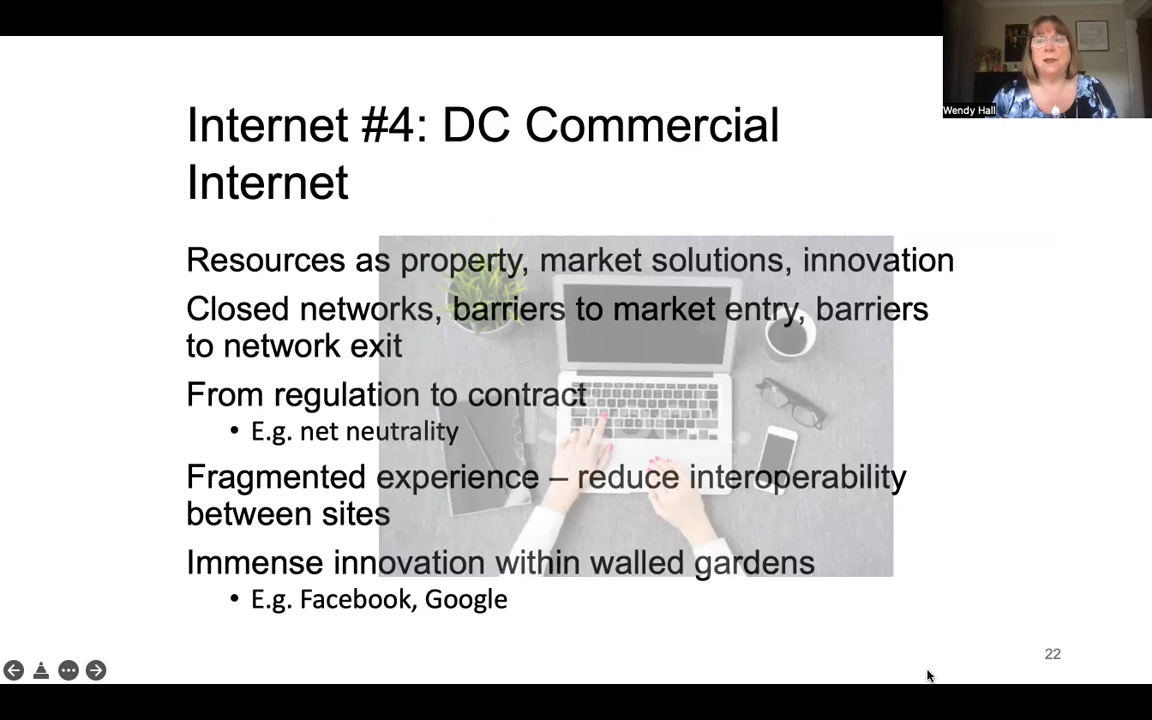 Wendy Hall
Internet #4: DC Commercial
Internet
Resources as property, market solutions, innovation
Closed networks, barriers to market entry, barriers
to network exit
From regulation to contract
• E.g. net neutrality
Fragmented experience – reduce interoperability
between sites
Immense innovation within walled gardens
• E.g. Facebook, Google
22